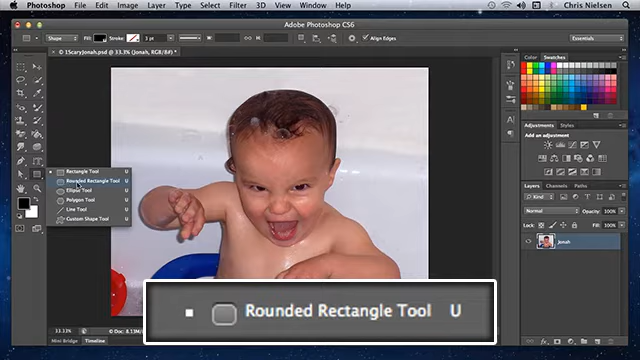 Photoshop File Edit Image Layer Type Select Filter 3D View Window Help Chris Nielsen
Adobe Photoshop CS6
Shape Fill: Stroke: 3 pt W: H: Align Edges Essentials
© 1ScaryJonah.psd @ 33.3% (Jonah, RGB/8#) *
Color Swatches
Adjustments Styles
Add an adjustment
Rectangle Tool U
Rounded Rectangle Tool U
Ellipse Tool U
Polygon Tool U
Line Tool U
Custom Shape Tool U
Layers Channels Paths
Kind
Normal Opacity: 100%
Lock: Fill: 100%
Jonah
Rounded Rectangle Tool U
33.33% Doc: 8.13M
Mini Bridge Timeline